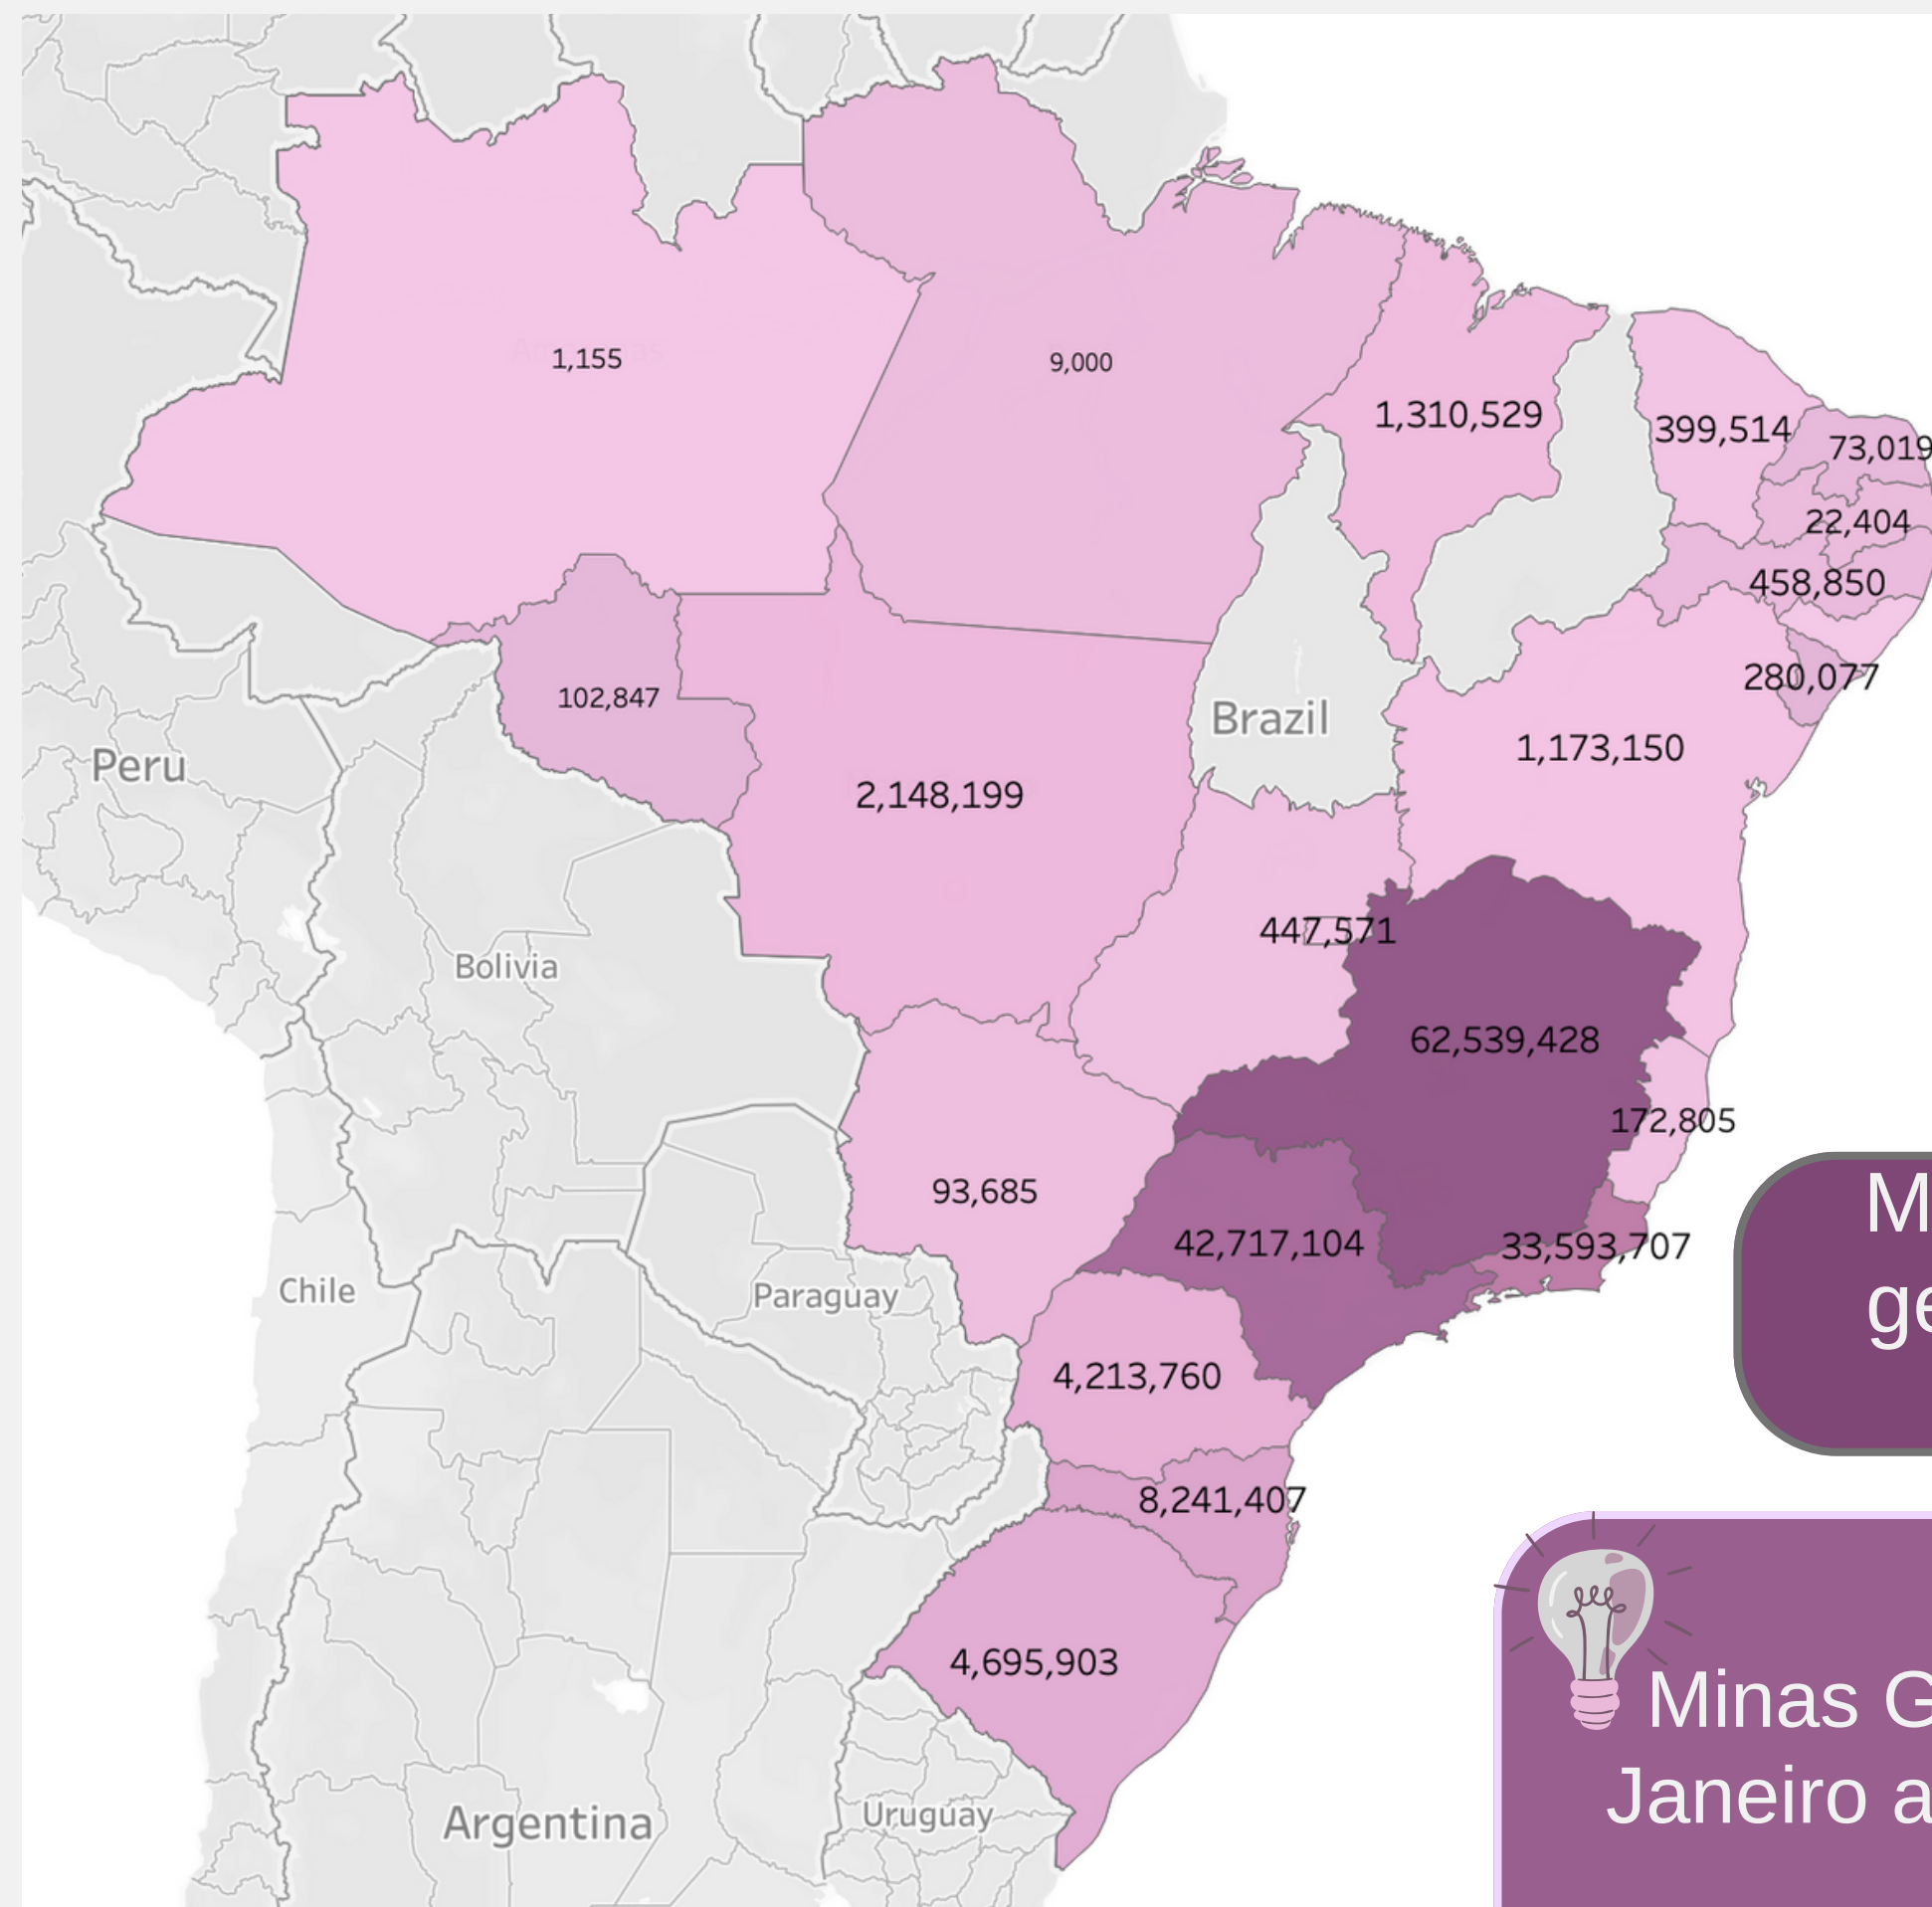 1,155
9,000
1,310,529
399,514
73,019
22,404
458,850
280,077
102,847
Brazil
1,173,150
Peru
2,148,199
447,571
Bolivia
62,539,428
172,805
93,685
42,717,104
33,593,707
Chile
Paraguay
4,213,760
8,241,407
4,695,903
Argentina
Uruguay
M
ge
Minas G
Janeiro a